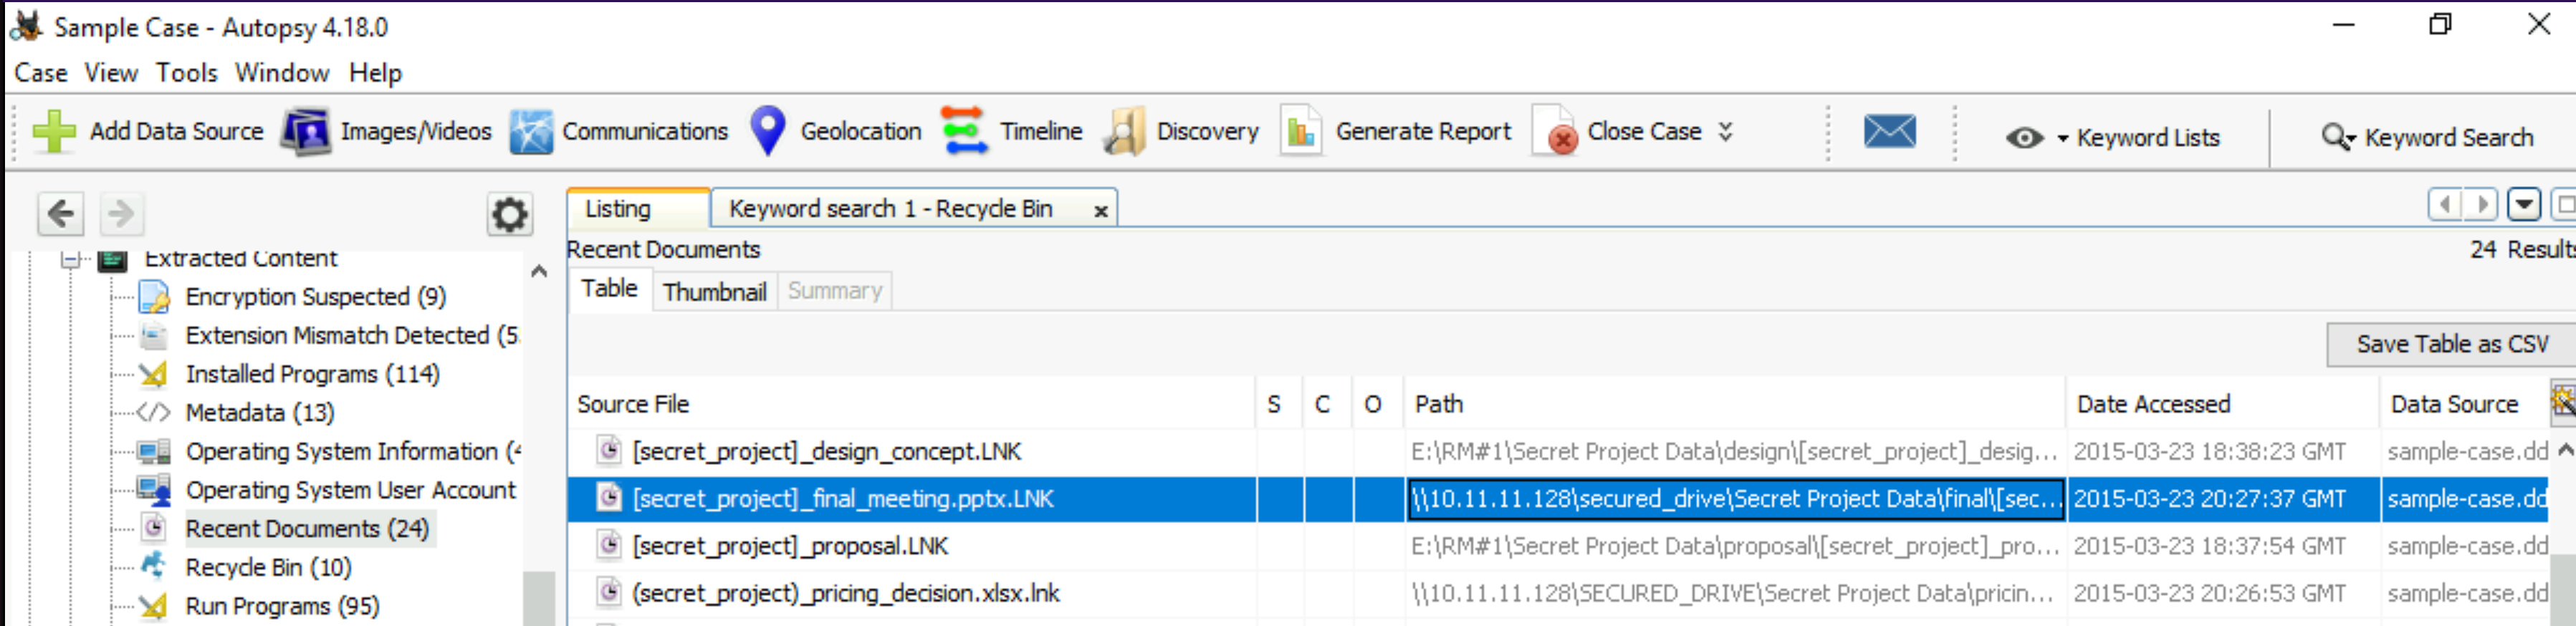 Sample Case - Autopsy 4.18.0
Case View Tools Window Help
Add Data Source Images/Videos Communications Geolocation Timeline Discovery Generate Report Close Case Keyword Lists Keyword Search
Listing Keyword search 1 - Recycle Bin x
Recent Documents 24 Results
Table Thumbnail Summary
Save Table as CSV
Extracted Content
Encryption Suspected (9)
Extension Mismatch Detected (5
Installed Programs (114)
Metadata (13)
Operating System Information (
Operating System User Account
Recent Documents (24)
Recycle Bin (10)
Run Programs (95)
Source File S C O Path Date Accessed Data Source
[secret_project]_design_concept.LNK E:\RM#1\Secret Project Data\design\[secret_project]_desig... 2015-03-23 18:38:23 GMT sample-case.dd
[secret_project]_final_meeting.pptx.LNK \\10.11.11.128\secured_drive\Secret Project Data\final\[sec... 2015-03-23 20:27:37 GMT sample-case.dd
[secret_project]_proposal.LNK E:\RM#1\Secret Project Data\proposal\[secret_project]_pro... 2015-03-23 18:37:54 GMT sample-case.dd
(secret_project)_pricing_decision.xlsx.lnk \\10.11.11.128\SECURED_DRIVE\Secret Project Data\pricin... 2015-03-23 20:26:53 GMT sample-case.dd